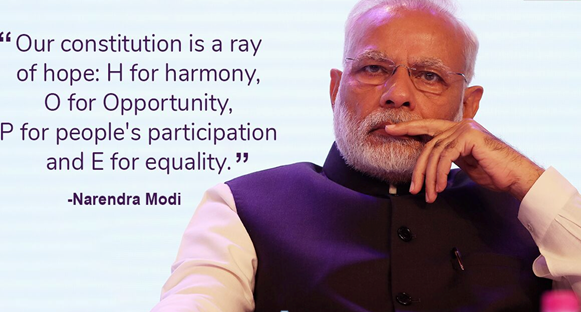 “Our constitution is a ray
of hope: H for harmony,
O for Opportunity,
P for people's participation
and E for equality.”
-Narendra Modi